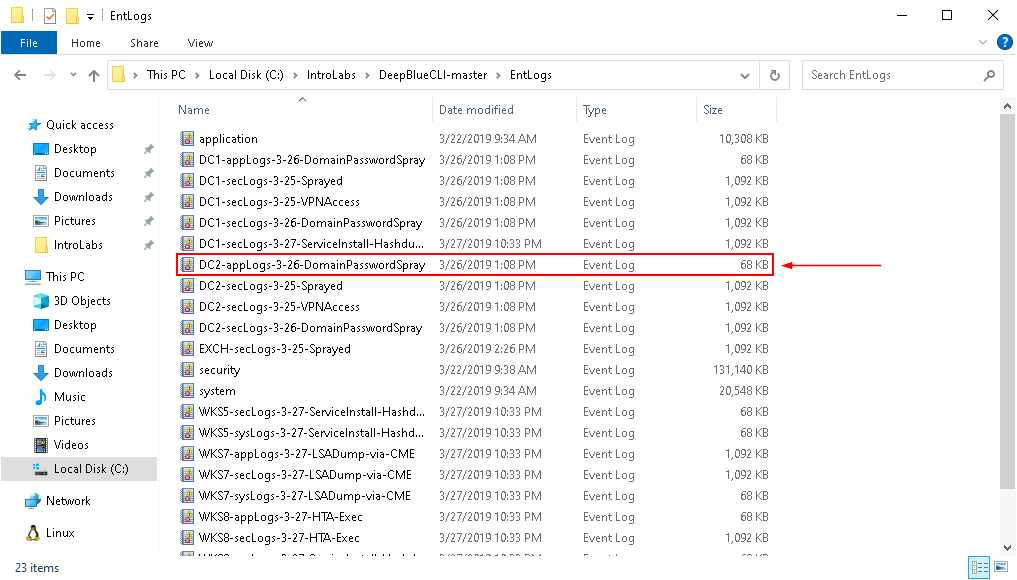 EntLogs
File Home Share View
This PC Local Disk (C:) IntroLabs DeepBlueCLI-master EntLogs
Search EntLogs
Name Date modified Type Size
Quick access
Desktop
Documents
Downloads
Pictures
IntroLabs
This PC
3D Objects
Desktop
Documents
Downloads
Music
Pictures
Videos
Local Disk (C:)
Network
Linux
application 3/22/2019 9:34 AM Event Log 10,308 KB
DC1-appLogs-3-26-DomainPasswordSpray 3/26/2019 1:08 PM Event Log 68 KB
DC1-secLogs-3-25-Sprayed 3/26/2019 1:08 PM Event Log 1,092 KB
DC1-secLogs-3-25-VPNAccess 3/26/2019 1:08 PM Event Log 1,092 KB
DC1-secLogs-3-26-DomainPasswordSpray 3/26/2019 1:08 PM Event Log 1,092 KB
DC1-secLogs-3-27-ServiceInstall-Hashdu... 3/27/2019 10:33 PM Event Log 1,092 KB
DC2-appLogs-3-26-DomainPasswordSpray 3/26/2019 1:08 PM Event Log 68 KB
DC2-secLogs-3-25-Sprayed 3/26/2019 1:08 PM Event Log 1,092 KB
DC2-secLogs-3-25-VPNAccess 3/26/2019 1:08 PM Event Log 1,092 KB
DC2-secLogs-3-26-DomainPasswordSpray 3/26/2019 1:08 PM Event Log 1,092 KB
EXCH-secLogs-3-25-Sprayed 3/26/2019 2:26 PM Event Log 1,092 KB
security 3/22/2019 9:38 AM Event Log 131,140 KB
system 3/22/2019 9:34 AM Event Log 20,548 KB
WKS5-secLogs-3-27-ServiceInstall-Hashd... 3/27/2019 10:33 PM Event Log 68 KB
WKS5-sysLogs-3-27-ServiceInstall-Hashd... 3/27/2019 10:33 PM Event Log 68 KB
WKS7-appLogs-3-27-LSADump-via-CME 3/27/2019 10:33 PM Event Log 68 KB
WKS7-secLogs-3-27-LSADump-via-CME 3/27/2019 10:33 PM Event Log 1,092 KB
WKS7-sysLogs-3-27-LSADump-via-CME 3/27/2019 10:33 PM Event Log 68 KB
WKS8-appLogs-3-27-HTA-Exec 3/27/2019 10:33 PM Event Log 68 KB
WKS8-secLogs-3-27-HTA-Exec 3/27/2019 10:33 PM Event Log 1,092 KB
23 items